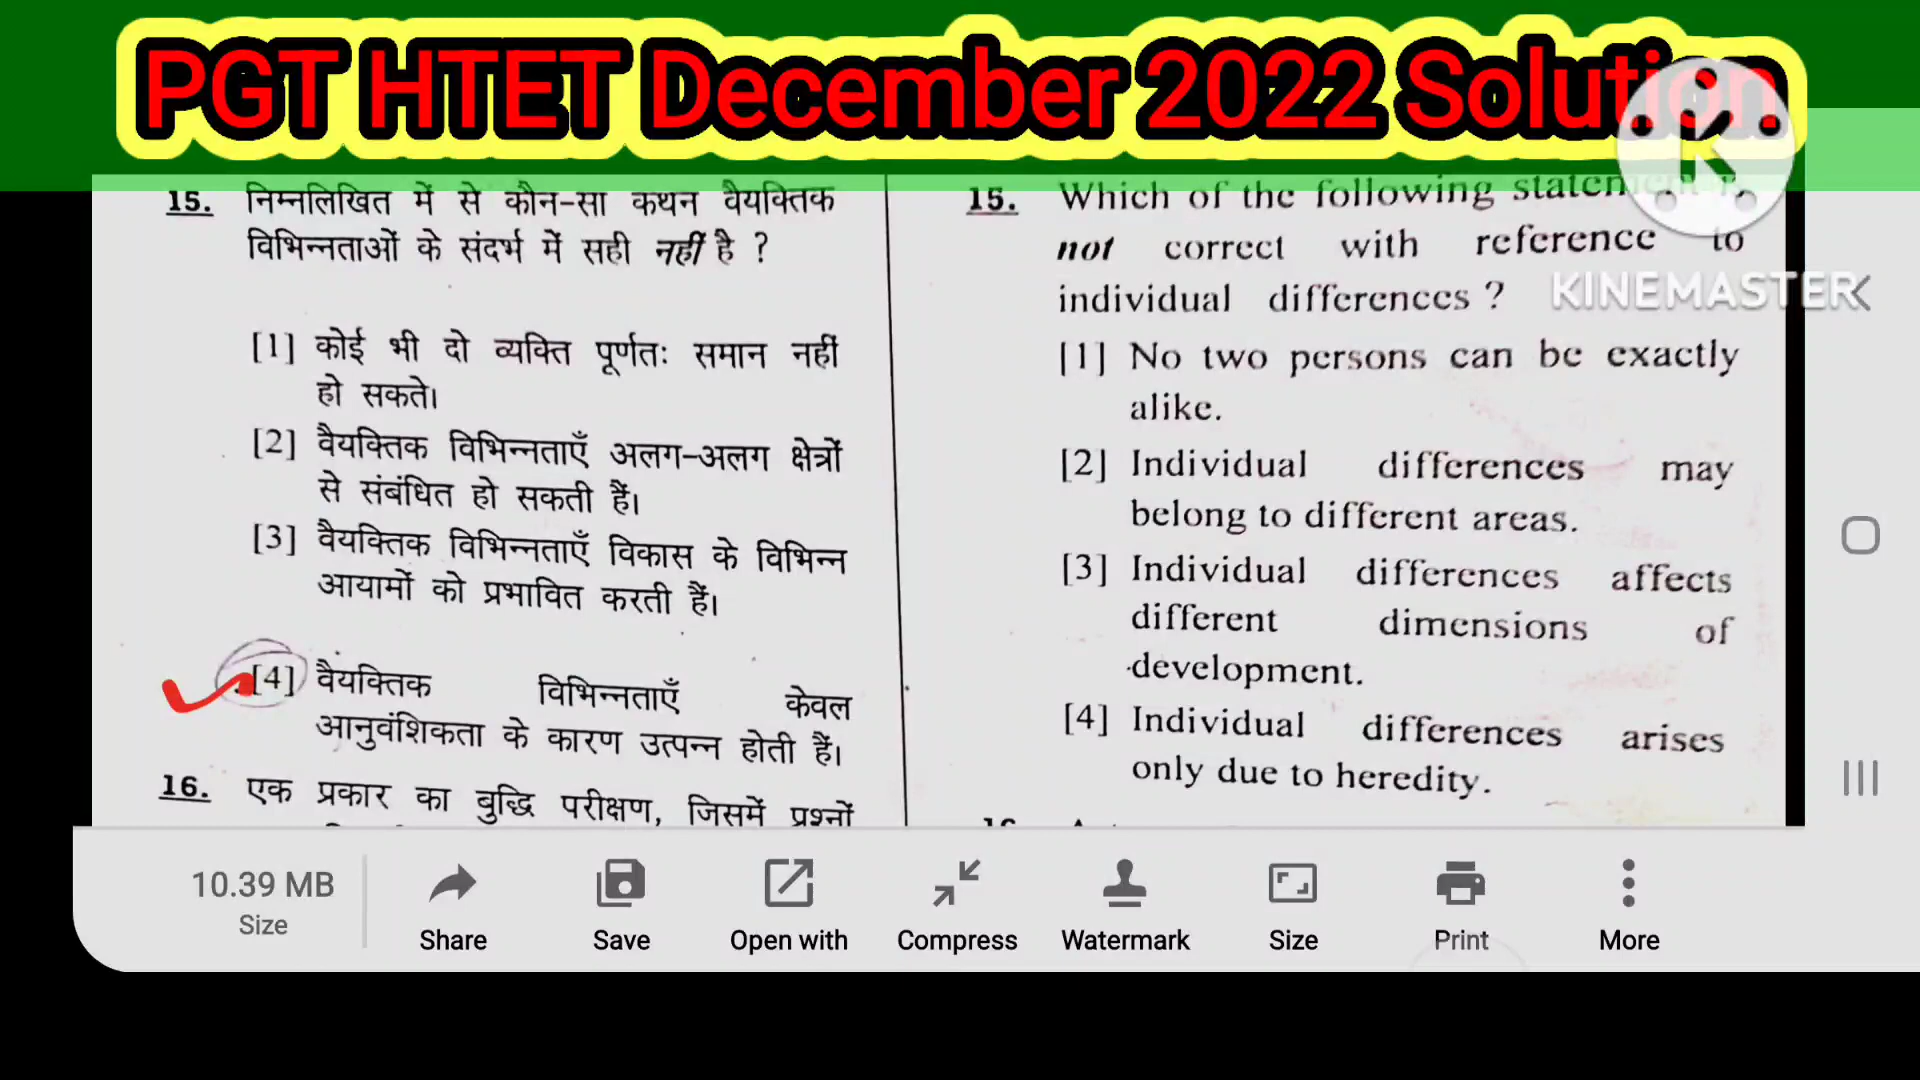 PGT HTET December 2022 Solution
15. निम्नलिखित में से कौन-सा कथन वैयक्तिक
विभिन्नताओं के संदर्भ में सही नहीं है ?
[1] कोई भी दो व्यक्ति पूर्णतः समान नहीं
हो सकते।
[2] वैयक्तिक विभिन्नताएँ अलग-अलग क्षेत्रों
से संबंधित हो सकती हैं।
[3] वैयक्तिक विभिन्नताएँ विकास के विभिन्न
आयामों को प्रभावित करती हैं।
[4] वैयक्तिक विभिन्नताएँ केवल
आनुवंशिकता के कारण उत्पन्न होती हैं।
16. एक प्रकार का बुद्धि परीक्षण, जिसमें प्रश्नों
15. Which of the following
not correct with reference to
individual differences ?
[1] No two persons can be exactly
alike.
[2] Individual differences may
belong to different areas.
[3] Individual differences affects
different dimensions of
development.
[4] Individual differences arises
only due to heredity.
KINEMASTER
10.39 MB
Size
Share
Save
Open with
Compress
Watermark
Size
Print
More